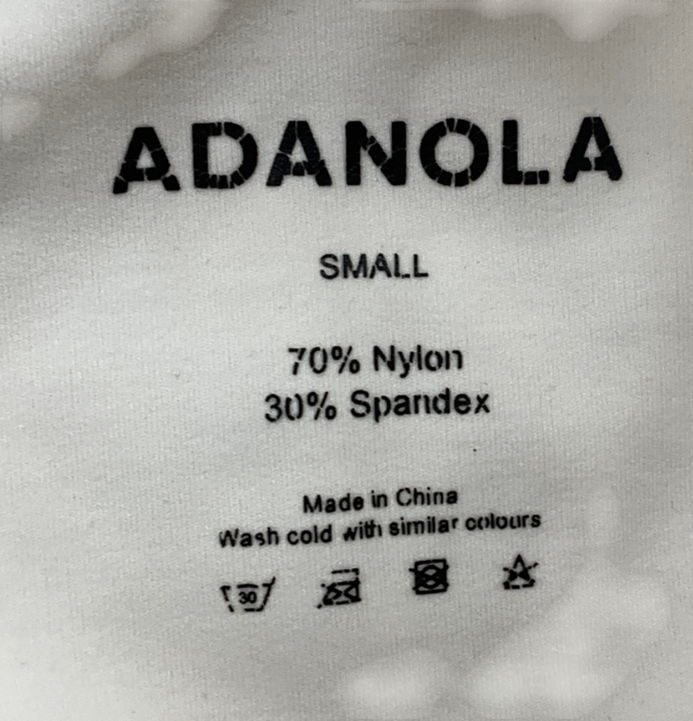 ADANOLA
SMALL
70% Nylon
30% Spandex
Made in China
Wash cold with similar colours
30